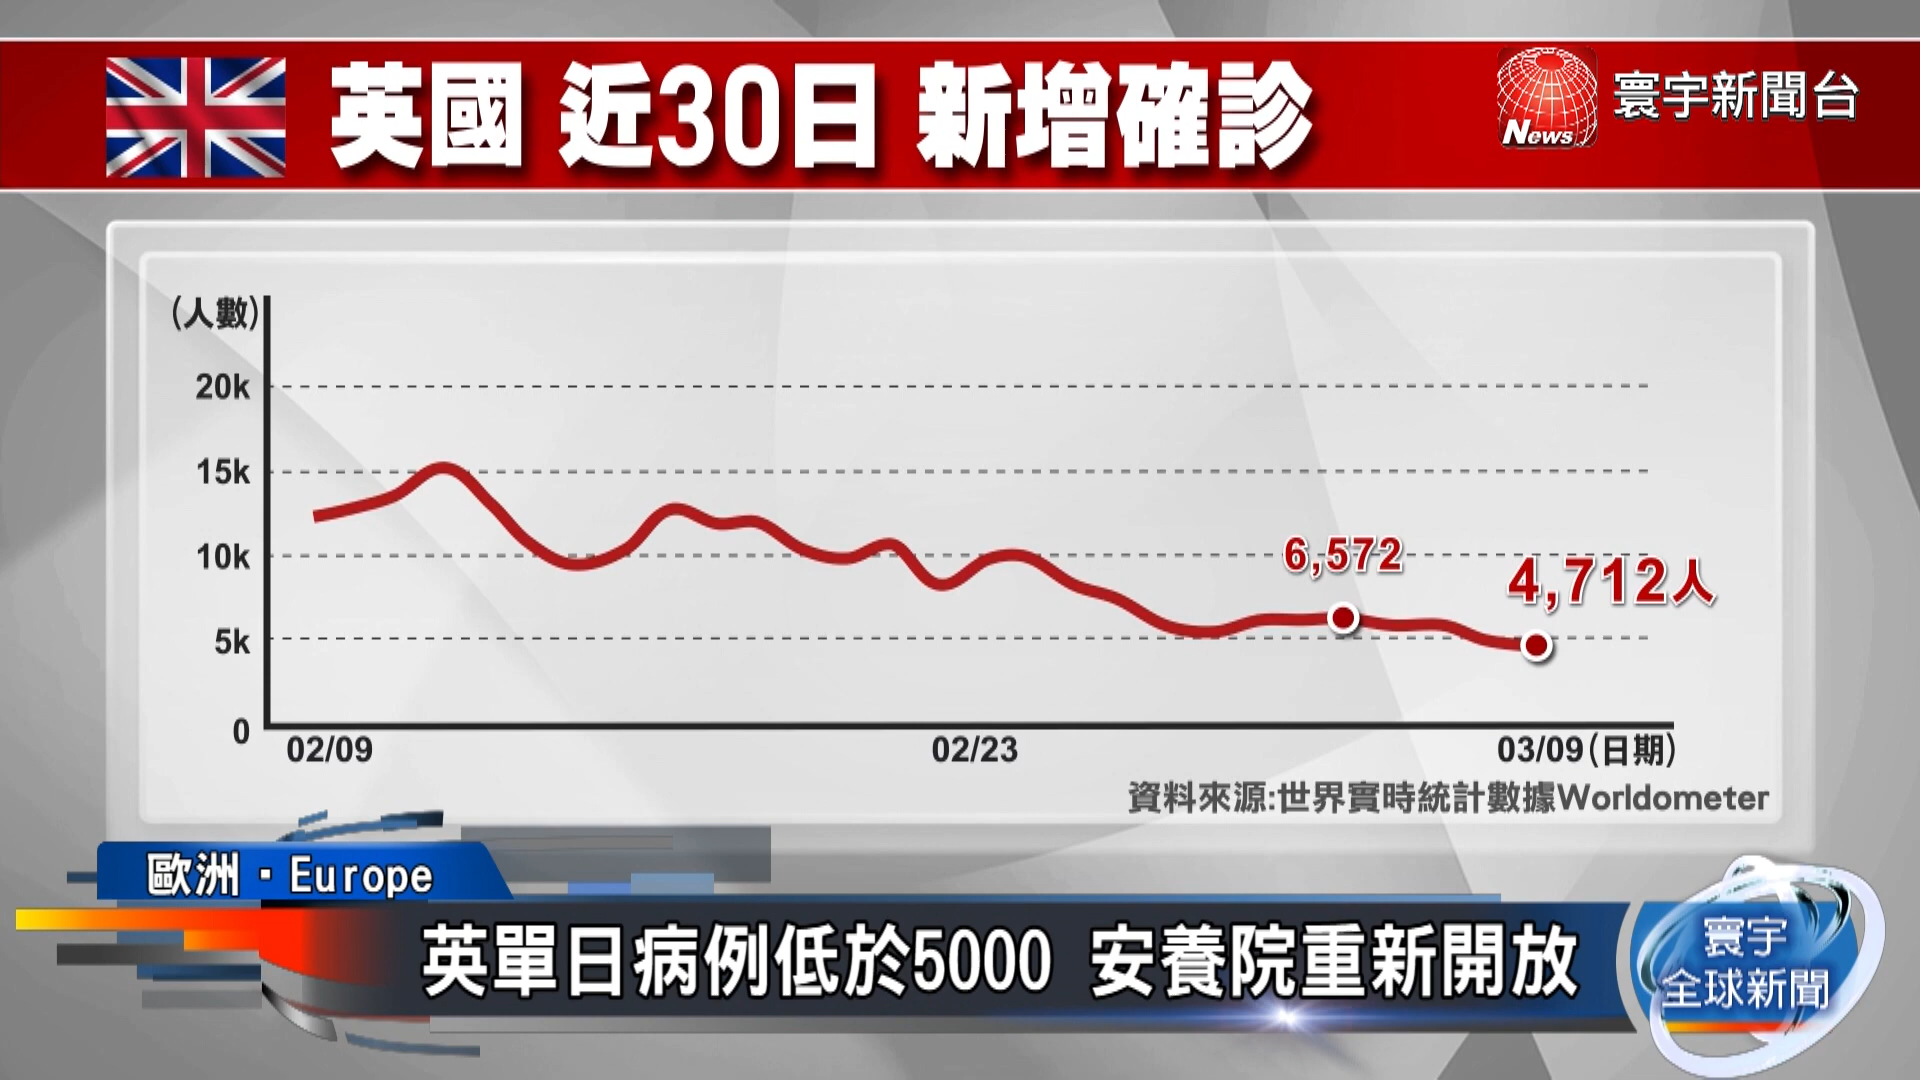 英國 近30日 新增確診
News
寰宇新聞台
(人數)
20k
15k
10k
5k
0
6,572
4,712人
02/09
02/23
03/09(日期)
資料來源:世界實時統計數據Worldometer
歐洲·Europe
英單日病例低於5000 安養院重新開放
寰宇
全球新聞